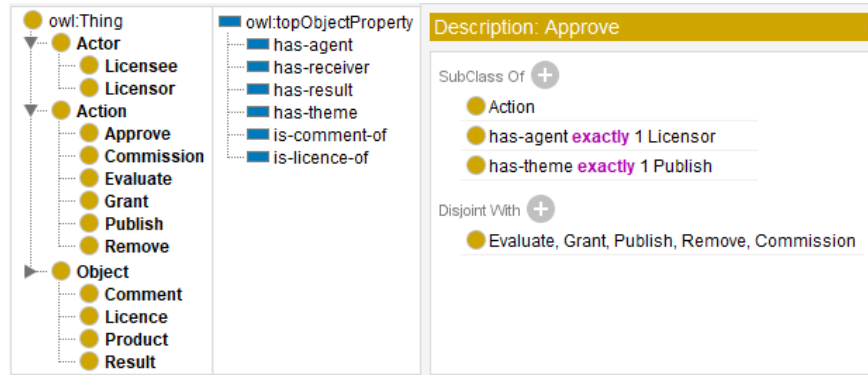 owl:Thing
Actor
Licensee
Licensor
Action
Approve
Commission
Evaluate
Grant
Publish
Remove
Object
Comment
Licence
Product
Result
owl:topObjectProperty
has-agent
has-receiver
has-result
has-theme
is-comment-of
is-licence-of
Description: Approve
SubClass Of
Action
has-agent exactly 1 Licensor
has-theme exactly 1 Publish
Disjoint With
Evaluate, Grant, Publish, Remove, Commission